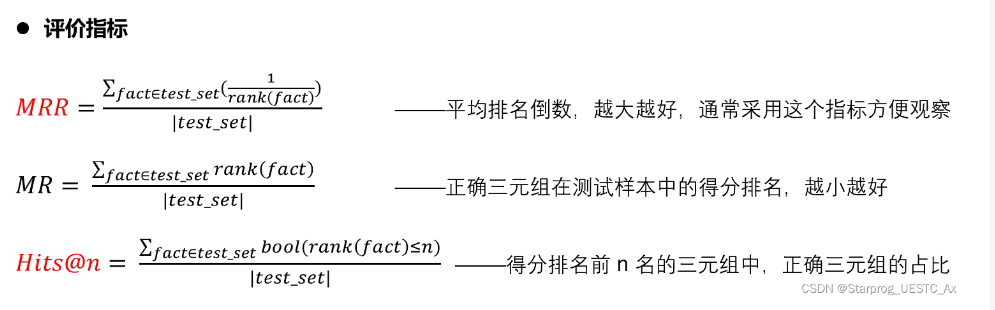 ● 评价指标
MRR = \frac{\sum_{fact∈test\_set}(\frac{1}{rank(fact)})}{|test\_set|} ——平均排名倒数，越大越好，通常采用这个指标方便观察
MR = \frac{\sum_{fact∈test\_set} rank(fact)}{|test\_set|} ——正确三元组在测试样本中的得分排名，越小越好
Hits@n = \frac{\sum_{fact∈test\_set} bool(rank(fact)≤n)}{|test\_set|} ——得分排名前 n 名的三元组中，正确三元组的占比
CSDN @Starprog_UESTC_Ax